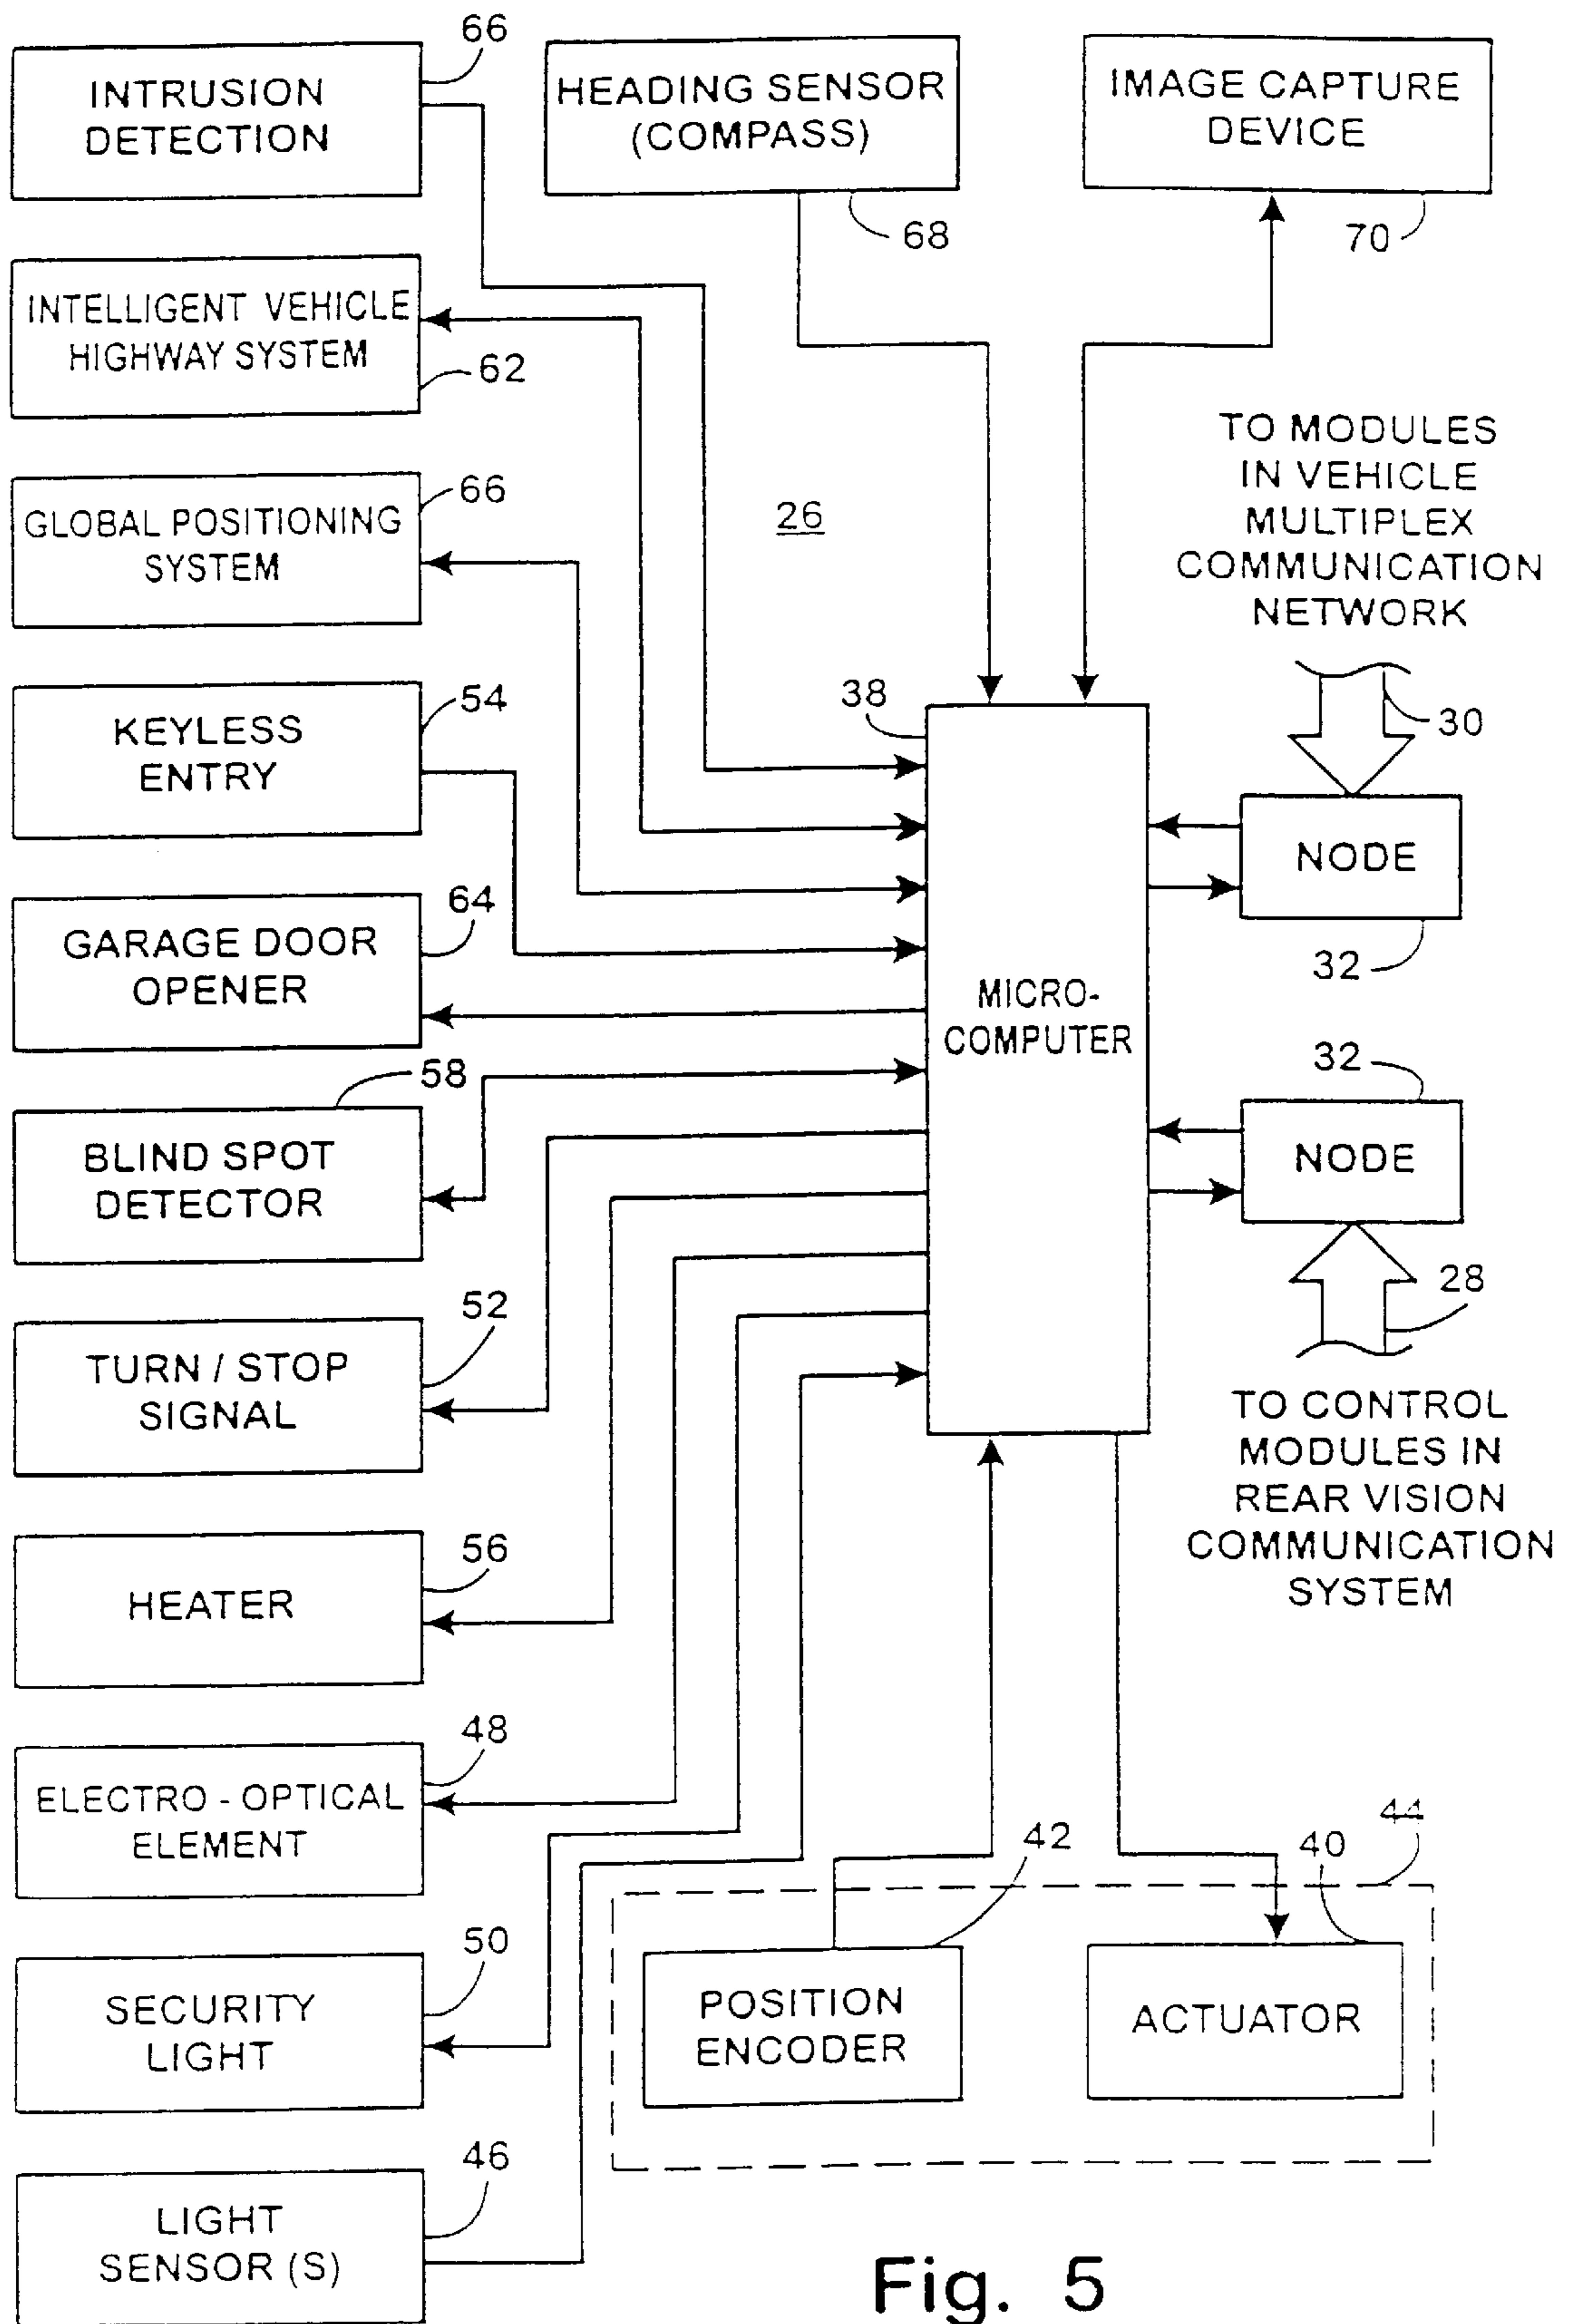 66
INTRUSION
DETECTION
HEADING SENSOR
(COMPASS)
68
IMAGE CAPTURE
DEVICE
70
INTELLIGENT VEHICLE
HIGHWAY SYSTEM
62
TO MODULES
IN VEHICLE
MULTIPLEX
COMMUNICATION
NETWORK
66
GLOBAL POSITIONING
SYSTEM
26
54
KEYLESS
ENTRY
38
30
NODE
32
64
GARAGE DOOR
OPENER
MICRO-
COMPUTER
58
BLIND SPOT
DETECTOR
32
NODE
28
52
TURN / STOP
SIGNAL
TO CONTROL
MODULES IN
REAR VISION
COMMUNICATION
SYSTEM
56
HEATER
48
ELECTRO - OPTICAL
ELEMENT
42
40
44
50
SECURITY
LIGHT
POSITION
ENCODER
ACTUATOR
46
LIGHT
SENSOR (S)
Fig. 5